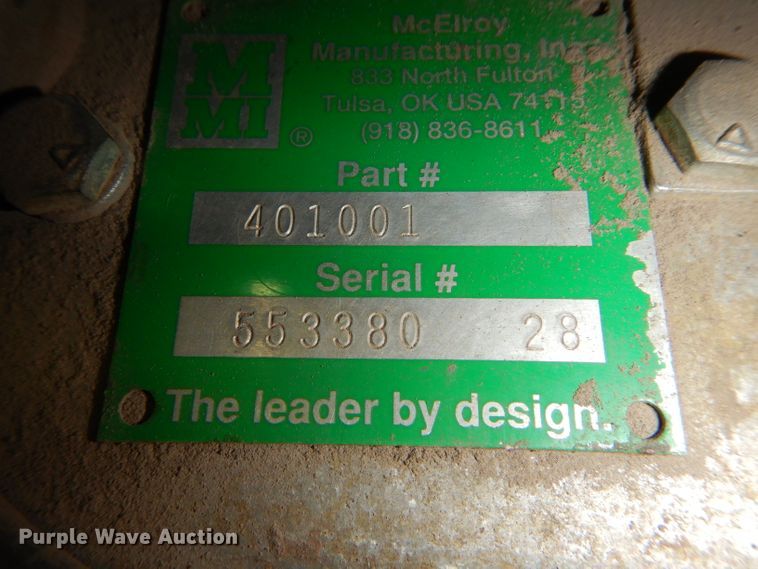 M
MI
®
McElroy
Manufacturing, Inc.
833 North Fulton
Tulsa, OK USA 74115
(918) 836-8611
Part #
401001
Serial #
553380 28
The leader by design.
Purple Wave Auction®